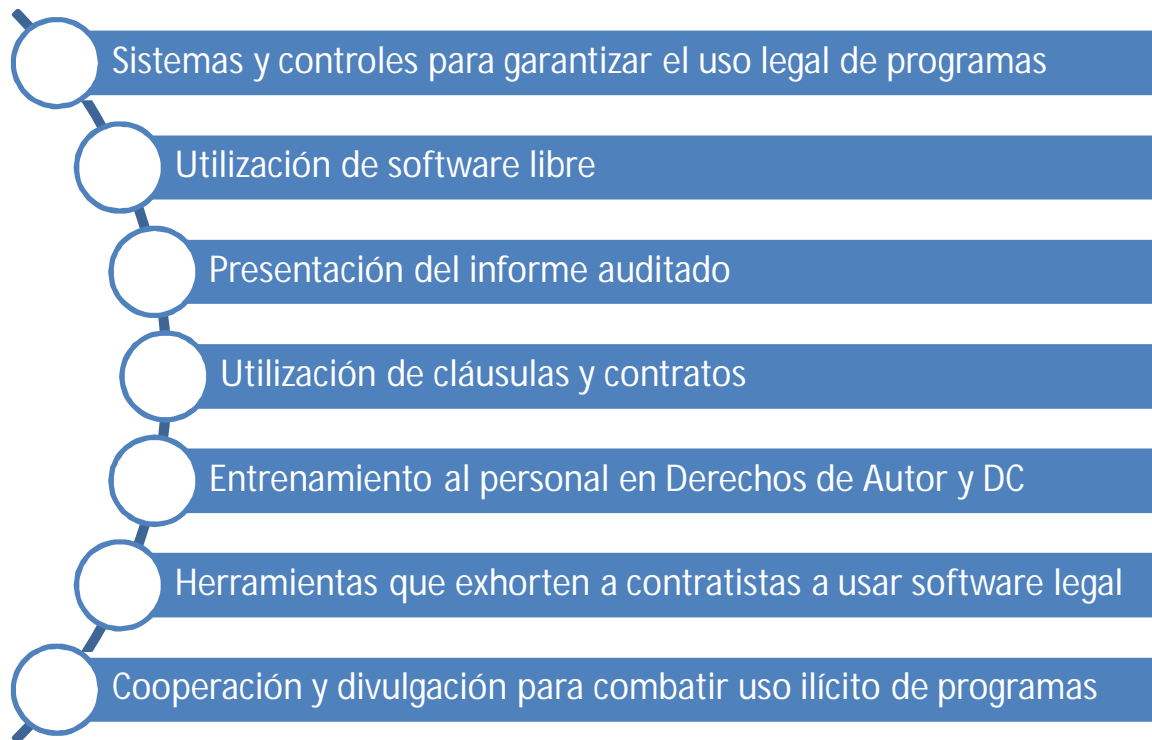 Sistemas y controles para garantizar el uso legal de programas
Utilización de software libre
Presentación del informe auditado
Utilización de cláusulas y contratos
Entrenamiento al personal en Derechos de Autor y DC
Herramientas que exhorten a contratistas a usar software legal
Cooperación y divulgación para combatir uso ilícito de programas